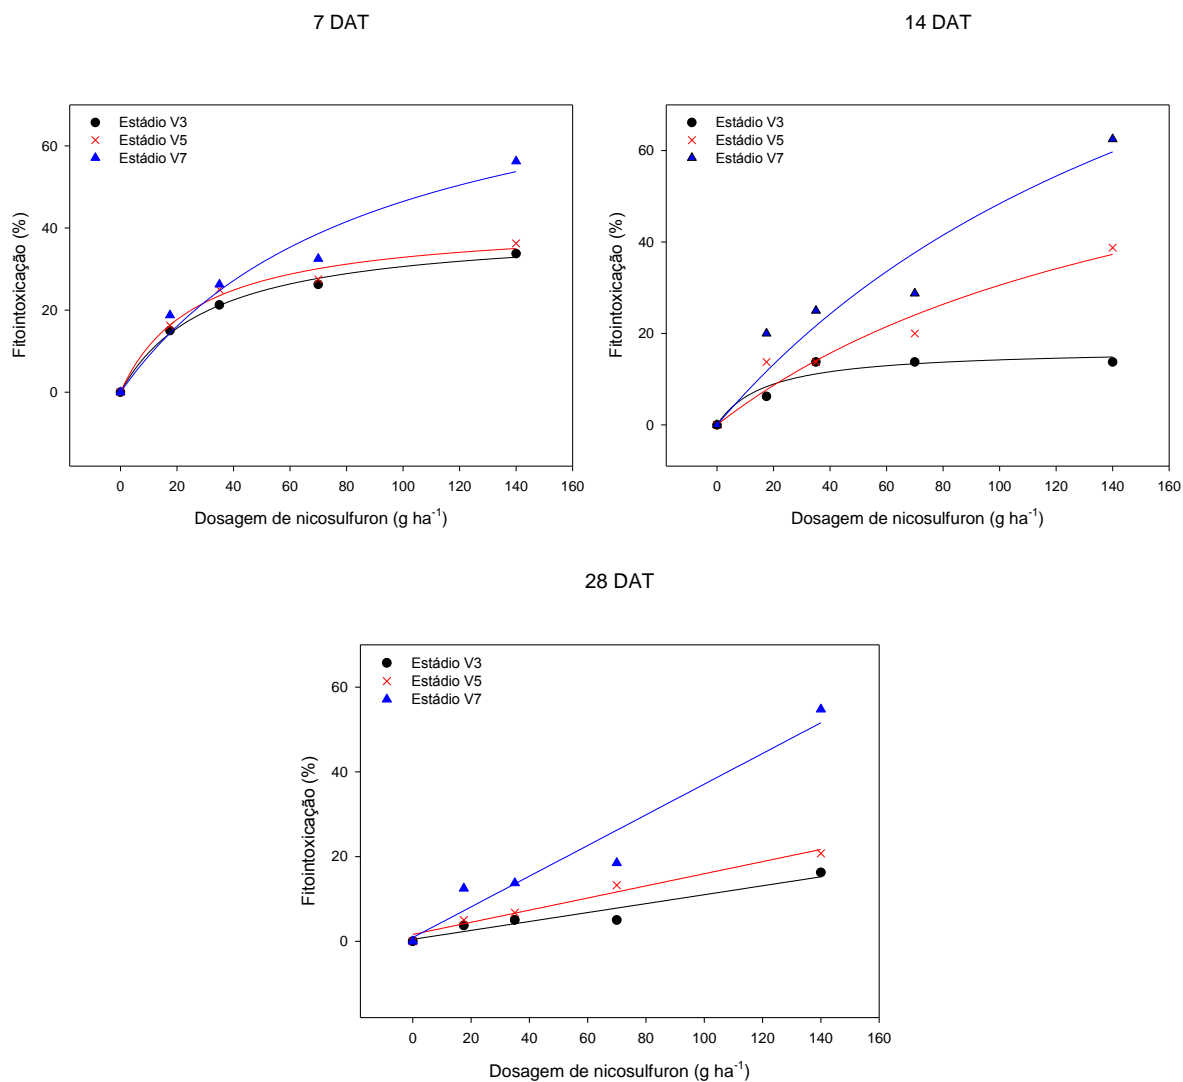 7 DAT
Estádio V3
Estádio V5
Estádio V7
60
40
20
0
Fitointoxicação (%)
0 20 40 60 80 100 120 140 160
Dosagem de nicosulfuron (g ha⁻¹)
14 DAT
Estádio V3
Estádio V5
Estádio V7
60
40
20
0
Fitointoxicação (%)
0 20 40 60 80 100 120 140 160
Dosagem de nicosulfuron (g ha⁻¹)
28 DAT
Estádio V3
Estádio V5
Estádio V7
60
40
20
0
Fitointoxicação (%)
0 20 40 60 80 100 120 140 160
Dosagem de nicosulfuron (g ha⁻¹)